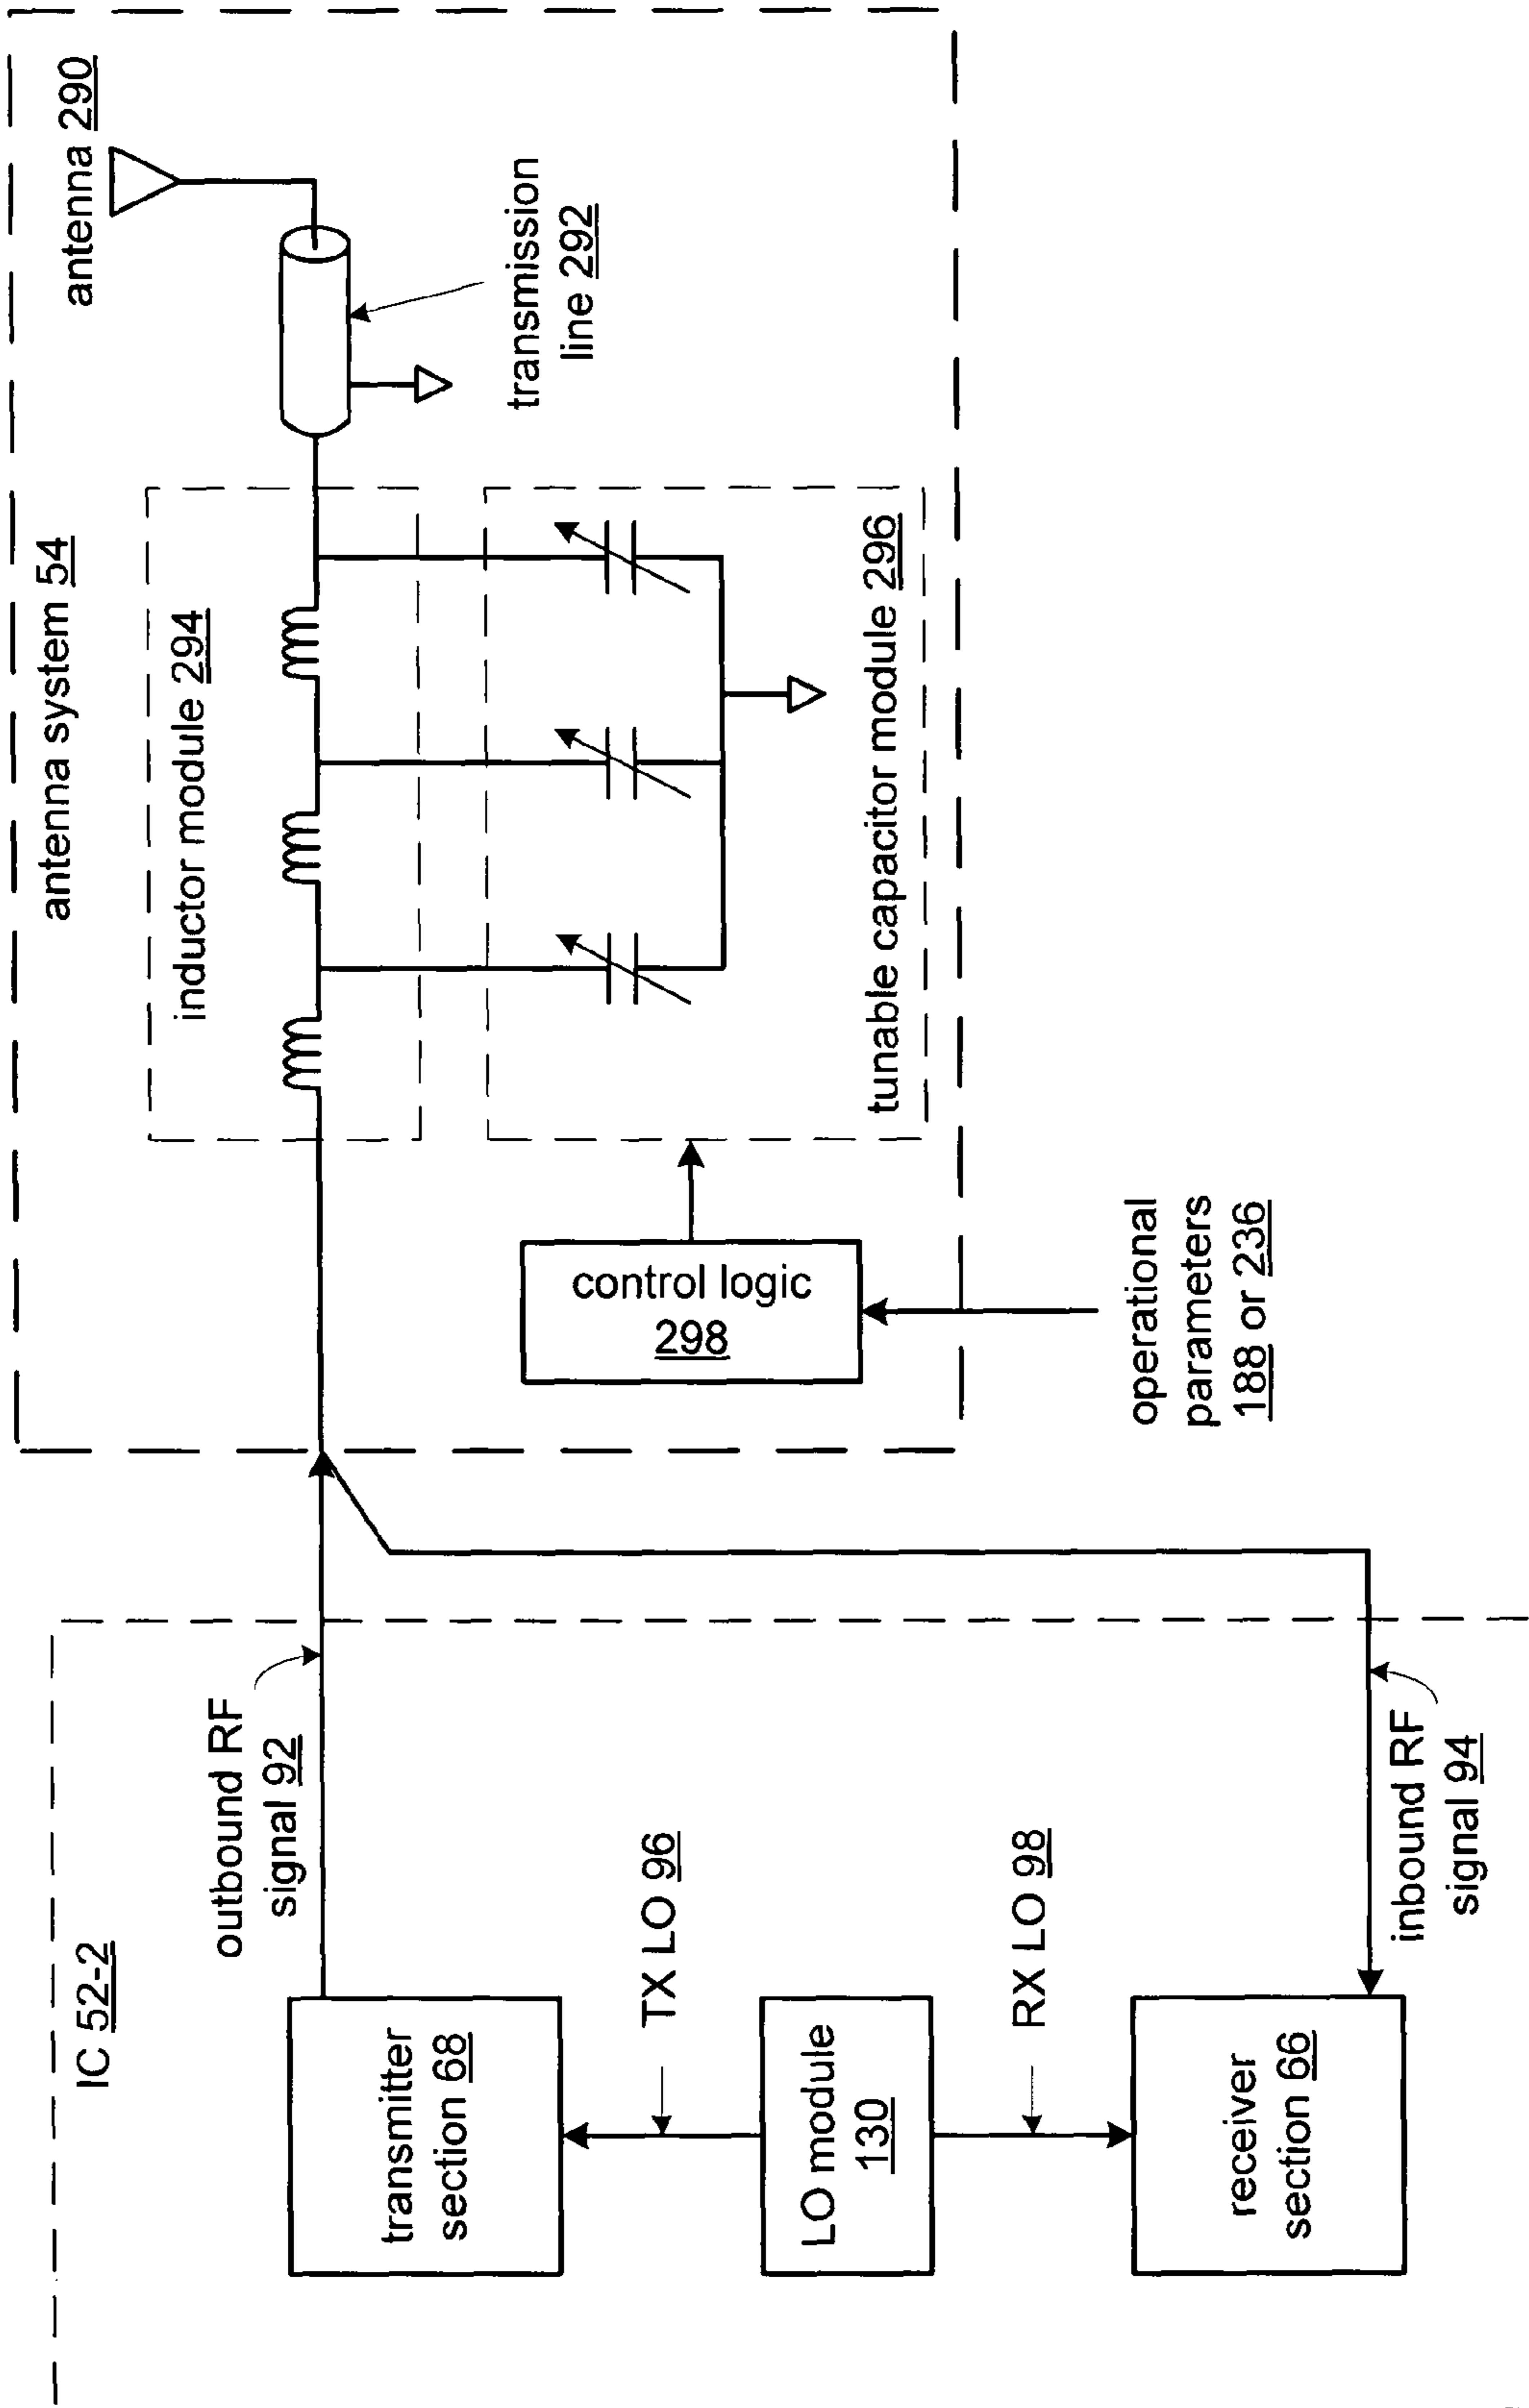 IC 52-2
outbound RF
signal 92
transmitter
section 68
TX LO 96
LO module
130
RX LO 98
receiver
section 66
inbound RF
signal 94
antenna system 54
antenna 290
inductor module 294
transmission
line 292
tunable capacitor module 296
control logic
298
operational
parameters
188 or 236